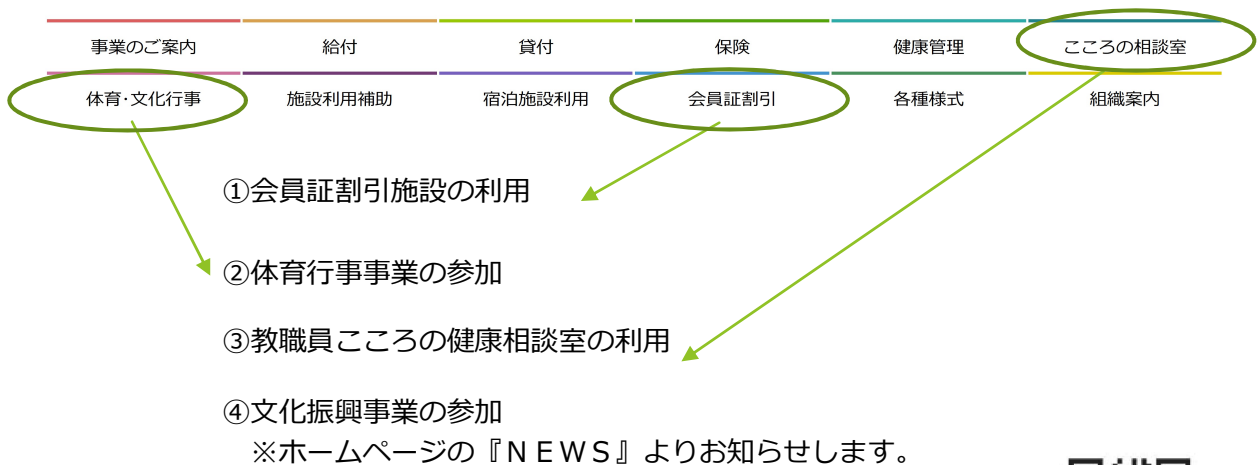 事業のご案内 給付 貸付 保険 健康管理 こころの相談室
体育・文化行事 施設利用補助 宿泊施設利用 会員証割引 各種様式 組織案内
①会員証割引施設の利用
②体育行事事業の参加
③教職員こころの健康相談室の利用
④文化振興事業の参加
※ホームページの『ＮＥＷＳ』よりお知らせします。